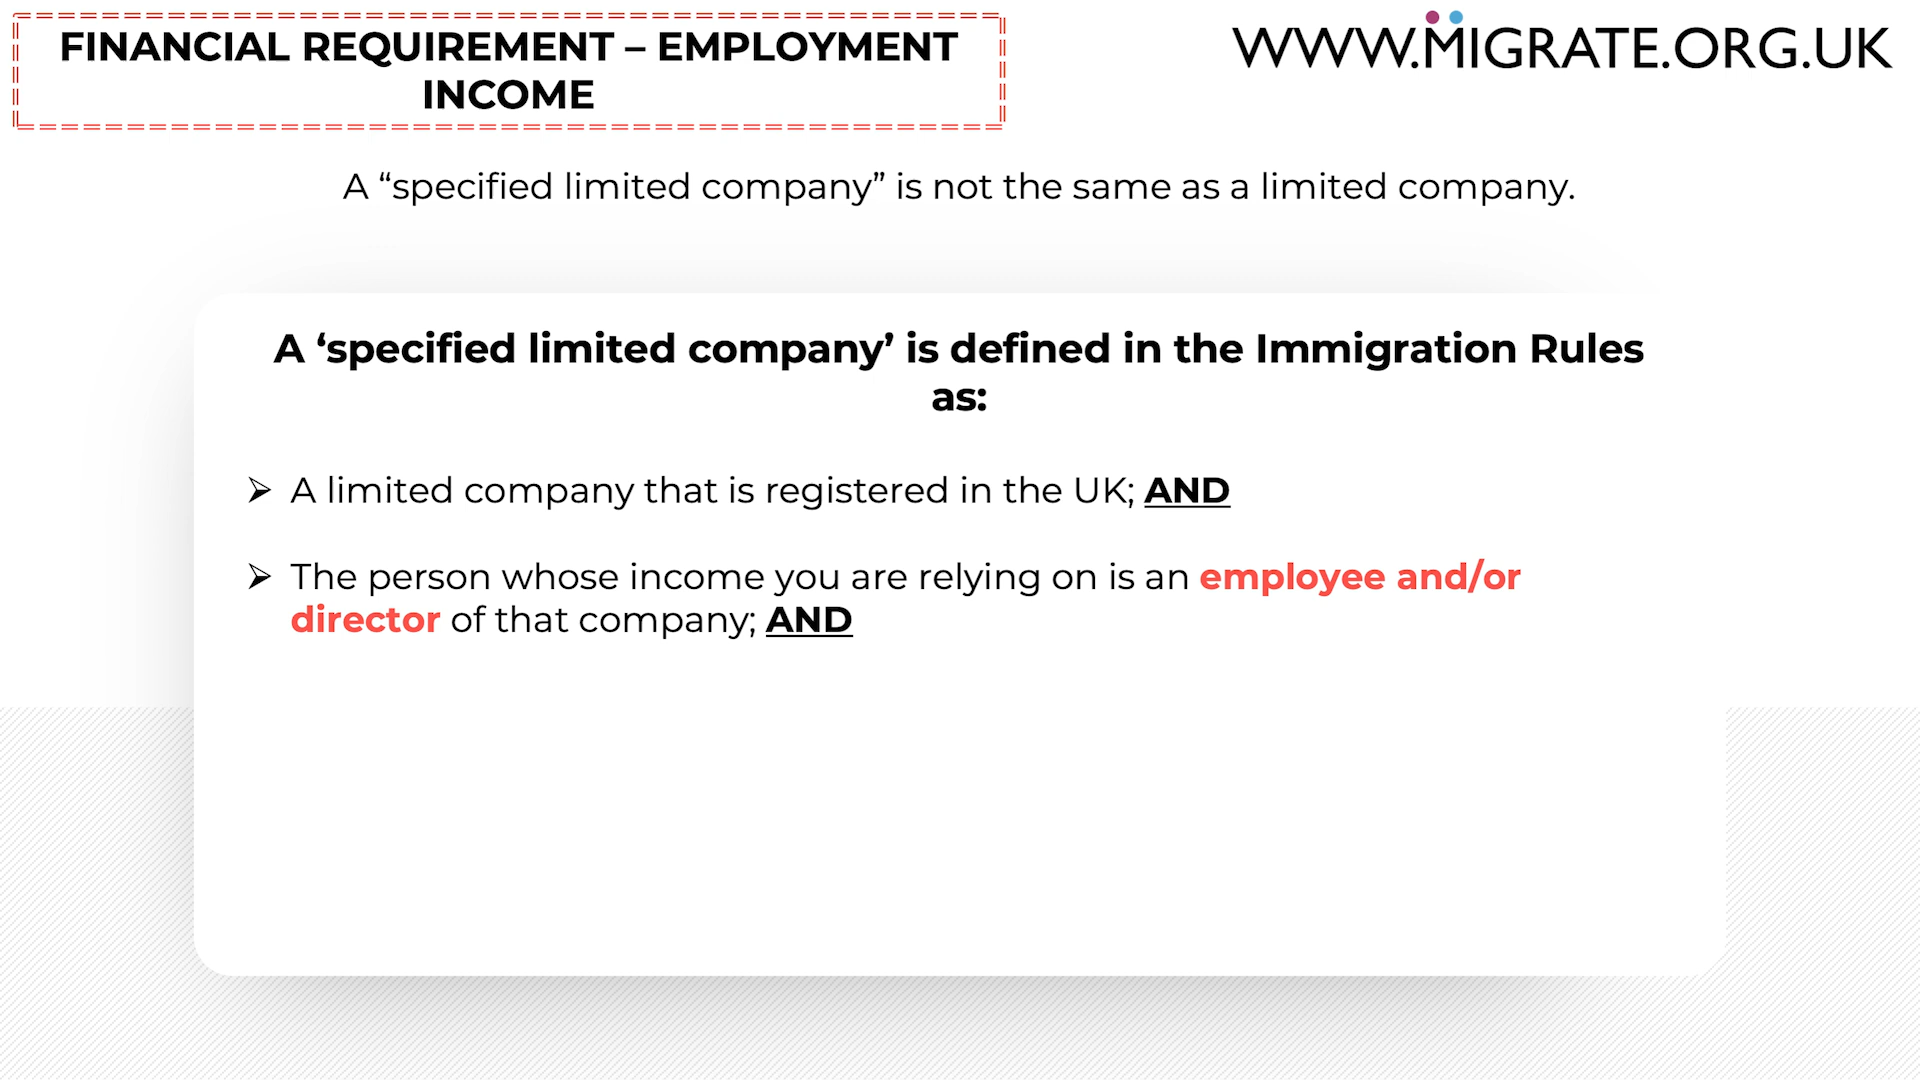 FINANCIAL REQUIREMENT – EMPLOYMENT
INCOME
WWW.MIGRATE.ORG.UK
A “specified limited company” is not the same as a limited company.
A ‘specified limited company’ is defined in the Immigration Rules
as:
➢ A limited company that is registered in the UK; AND
➢ The person whose income you are relying on is an employee and/or
director of that company; AND